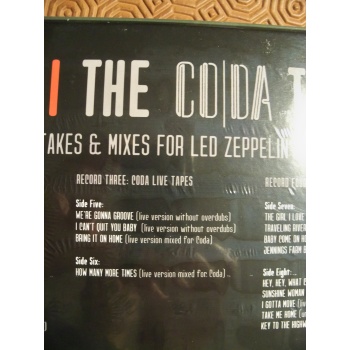 THE CO|DA T
TAKES & MIXES FOR LED ZEPPELIN
RECORD THREE: CODA LIVE TAPES
Side Five:
WE'RE GONNA GROOVE (live version without overdubs)
I CAN'T QUIT YOU BABY (live version without overdubs)
BRING IT ON HOME (live version mixed for Coda)
Side Six:
HOW MANY MORE TIMES (live version mixed for Coda)..
RECORD FOUR
Side Seven:
THE GIRL I LOVE
TRAVELING RIVER
BABY COME ON H
JENNINGS FARM B
Side Eight:..
HEY, HEY, WHAT C
SUNSHINE WOMAN
I GOTTA MOVE (liv
TAKE ME HOME
KEY TO THE HIGHW